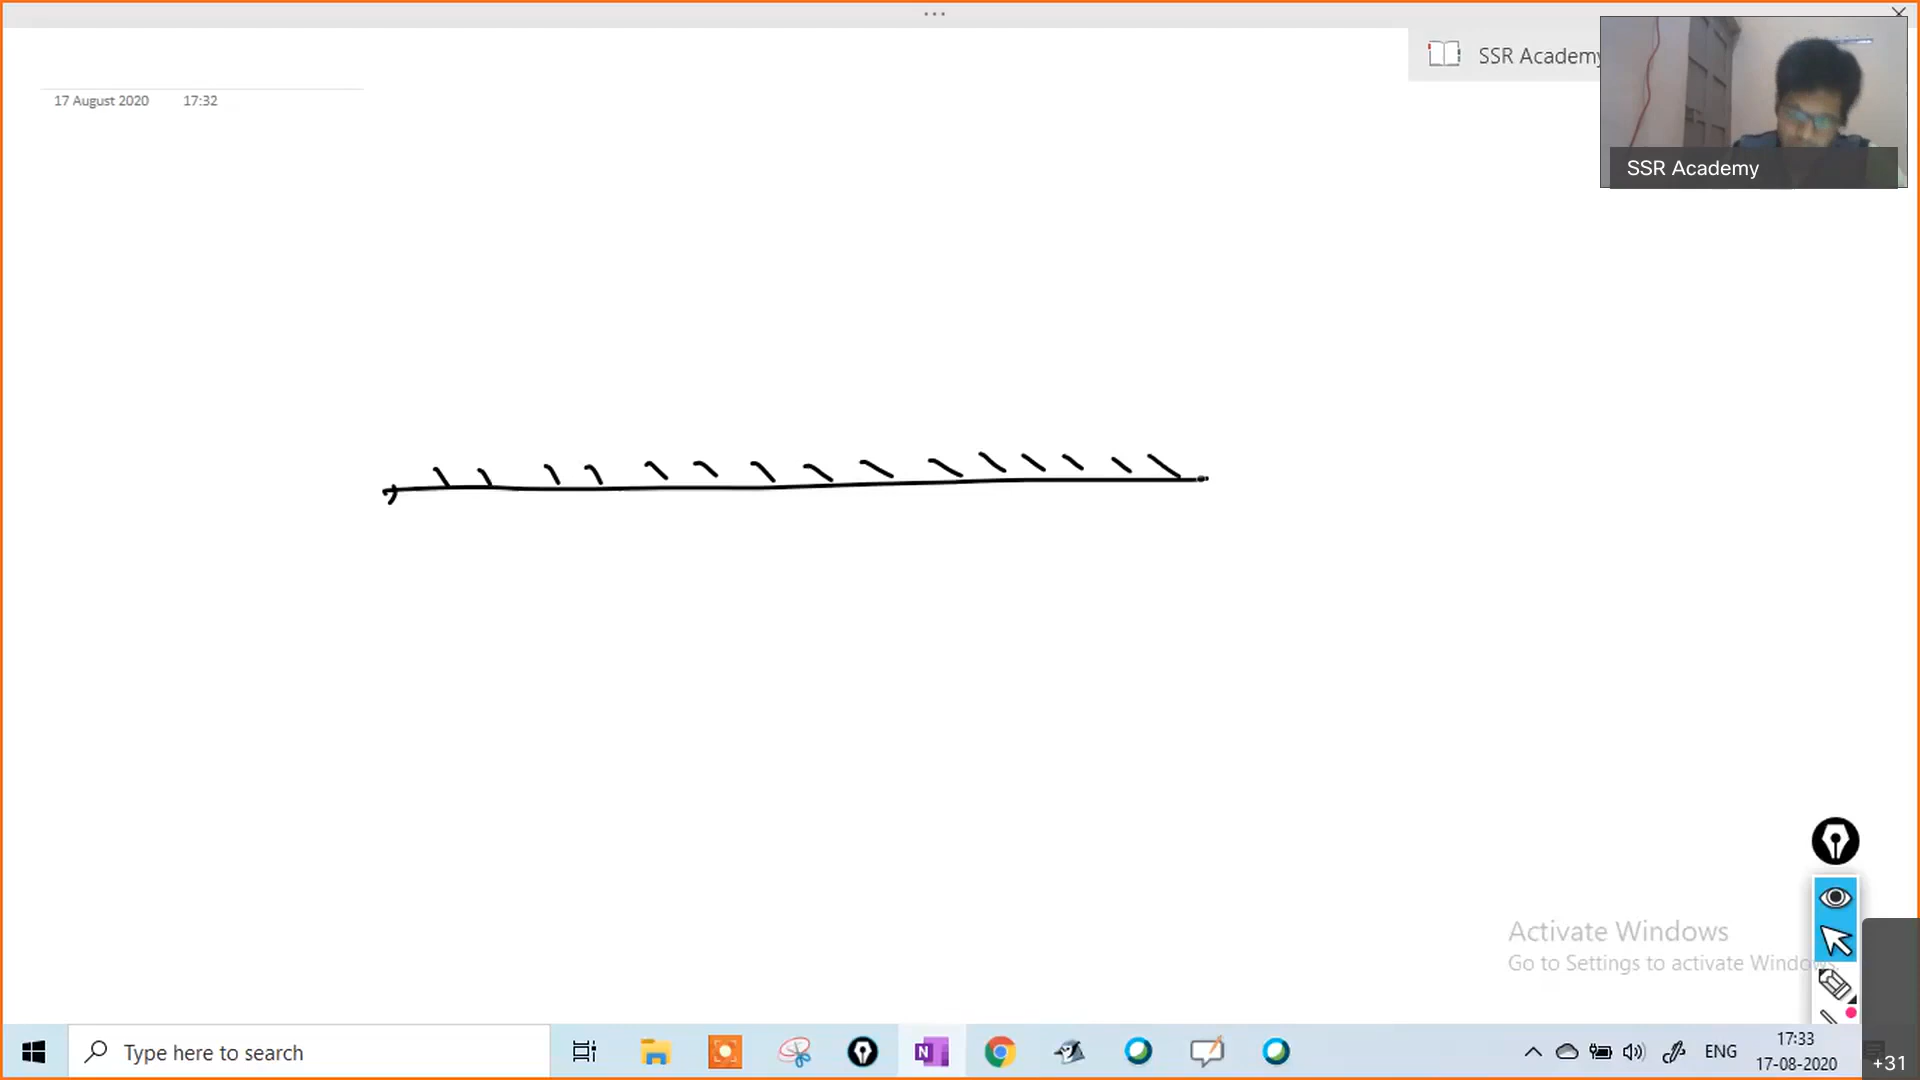 SSR Academy
17 August 2020 17:32
SSR Academy
Activate Windows
Go to Settings to activate Windows.
Type here to search
ENG
17:33
17-08-2020
+31